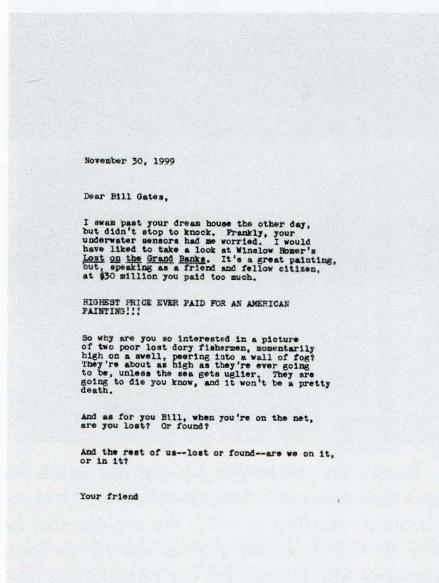 November 30, 1999
Dear Bill Gates,
I swam past your dream house the other day,
but didn't stop to knock. Frankly, your
underwater sensors had me worried. I would
have liked to take a look at Winslow Homer's
Lost on the Grand Banks. It's a great painting,
but, speaking as a friend and fellow citizen,
at $30 million you paid too much.
HIGHEST PRICE EVER PAID FOR AN AMERICAN
PAINTING!!!
So why are you so interested in a picture
of two poor lost dory fishermen, momentarily
high on a swell, peering into a wall of fog?
They're about as high as they're ever going
to be, unless the sea gets uglier. They are
going to die you know, and it won't be a pretty
death.
And as for you Bill, when you're on the net,
are you lost? Or found?
And the rest of us--lost or found--are we on it,
or in it?
Your friend